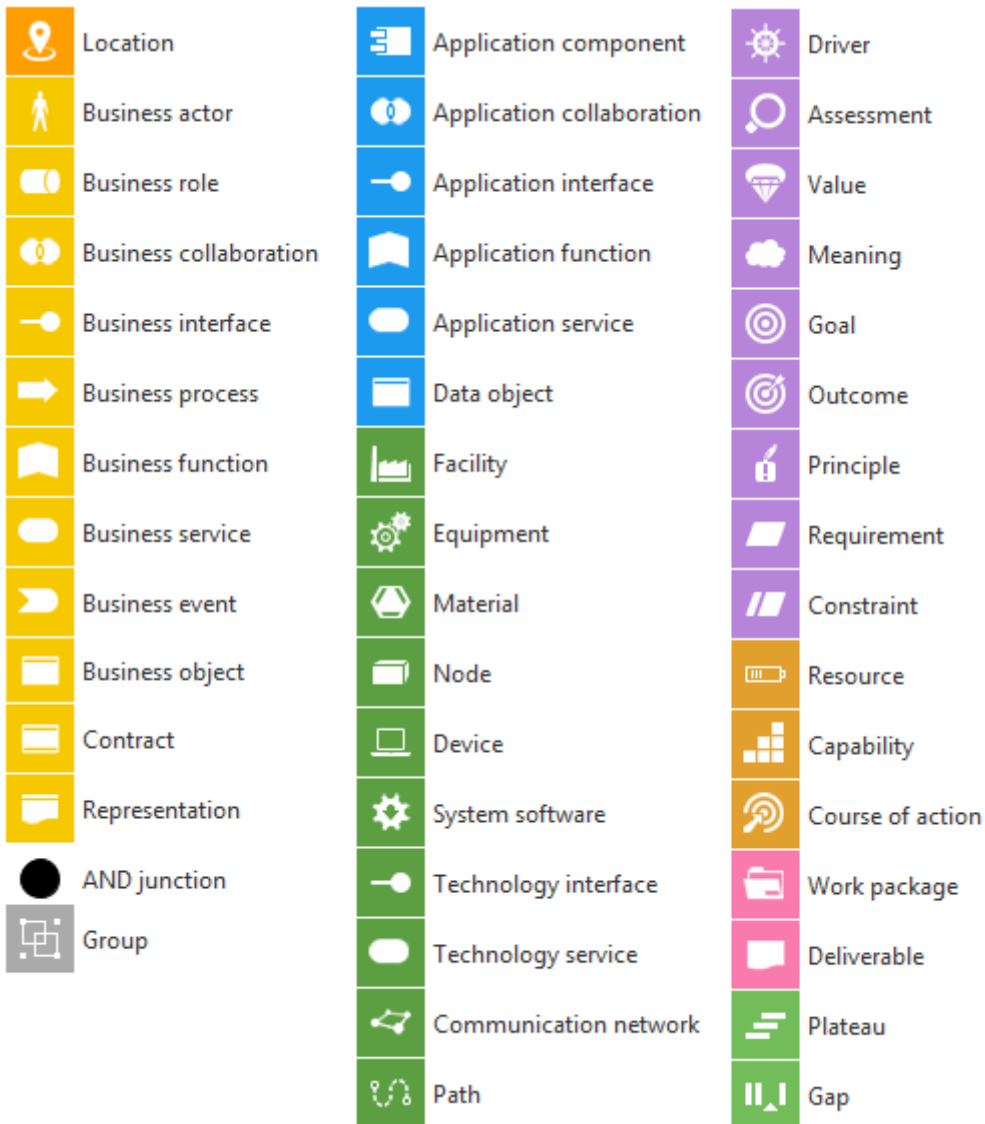 Location
Business actor
Business role
Business collaboration
Business interface
Business process
Business function
Business service
Business event
Business object
Contract
Representation
AND junction
Group
Application component
Application collaboration
Application interface
Application function
Application service
Data object
Facility
Equipment
Material
Node
Device
System software
Technology interface
Technology service
Communication network
Path
Driver
Assessment
Value
Meaning
Goal
Outcome
Principle
Requirement
Constraint
Resource
Capability
Course of action
Work package
Deliverable
Plateau
Gap